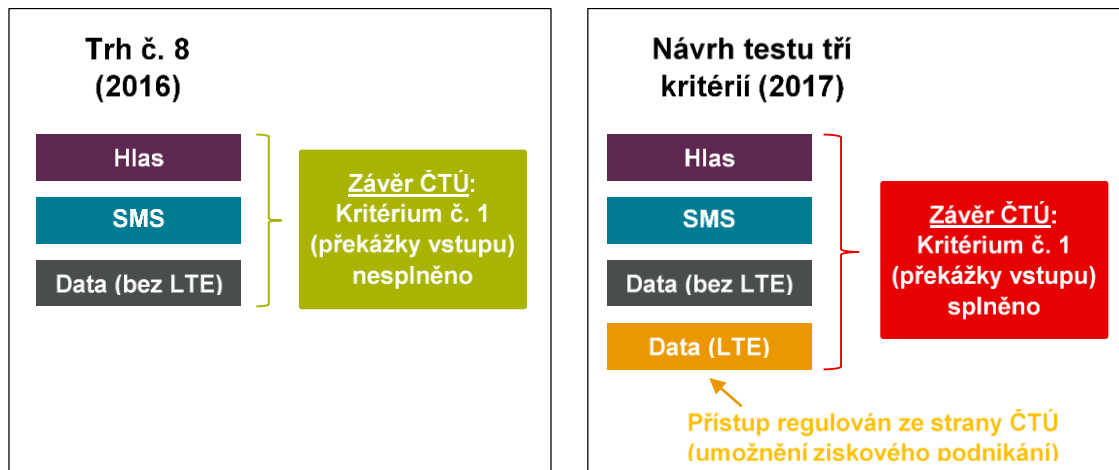 Trh č. 8
(2016)
Hlas
SMS
Data (bez LTE)
Závěr ČTÚ:
Kritérium č. 1
(překážky vstupu)
nesplněno
Návrh testu tří
kritérií (2017)
Hlas
SMS
Data (bez LTE)
Data (LTE)
Závěr ČTÚ:
Kritérium č. 1
(překážky vstupu)
splněno
Přístup regulován ze strany ČTÚ
(umožnění ziskového podnikání)